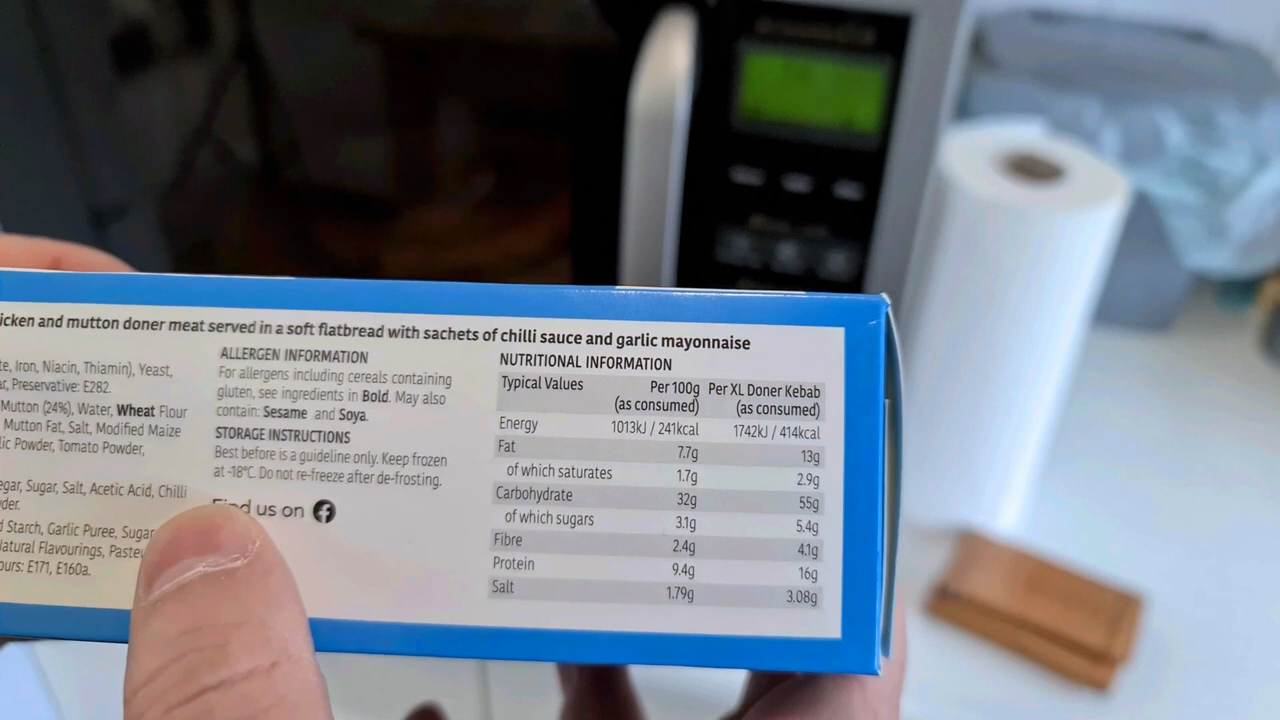 icken and mutton doner meat served in a soft flatbread with sachets of chilli sauce and garlic mayonnaise
te, Iron, Niacin, Thiamin), Yeast,
ar, Preservative: E282.
Mutton (24%), Water, Wheat Flour
Mutton Fat, Salt, Modified Maize
lic Powder, Tomato Powder,
egar, Sugar, Salt, Acetic Acid, Chilli
wder.
d Starch, Garlic Puree, Sugar
Natural Flavourings, Paste
ours: E171, E160a.
ALLERGEN INFORMATION
For allergens including cereals containing
gluten, see ingredients in Bold. May also
contain: Sesame and Soya.
STORAGE INSTRUCTIONS
Best before is a guideline only. Keep frozen
at -18°C. Do not re-freeze after de-frosting.
Find us on
NUTRITIONAL INFORMATION
Typical Values Per 100g Per XL Doner Kebab
(as consumed) (as consumed)
Energy 1013kJ / 241kcal 1742kJ / 414kcal
Fat 7.7g 13g
of which saturates 1.7g 2.9g
Carbohydrate 32g 55g
of which sugars 3.1g 5.4g
Fibre 2.4g 4.1g
Protein 9.4g 16g
Salt 1.79g 3.08g